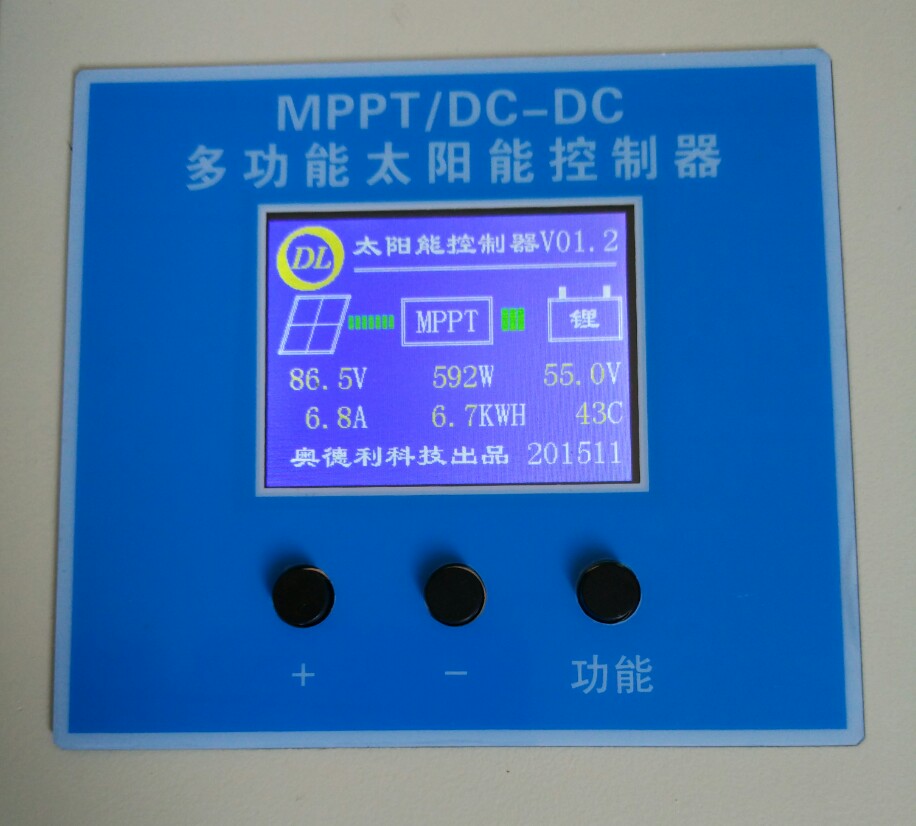 MPPT/DC-DC
多功能太阳能控制器
DL 太阳能控制器V01.2
MPPT 锂
86.5V 592W 55.0V
6.8A 6.7KWH 43C
奥德利科技出品 201511
+ - 功能